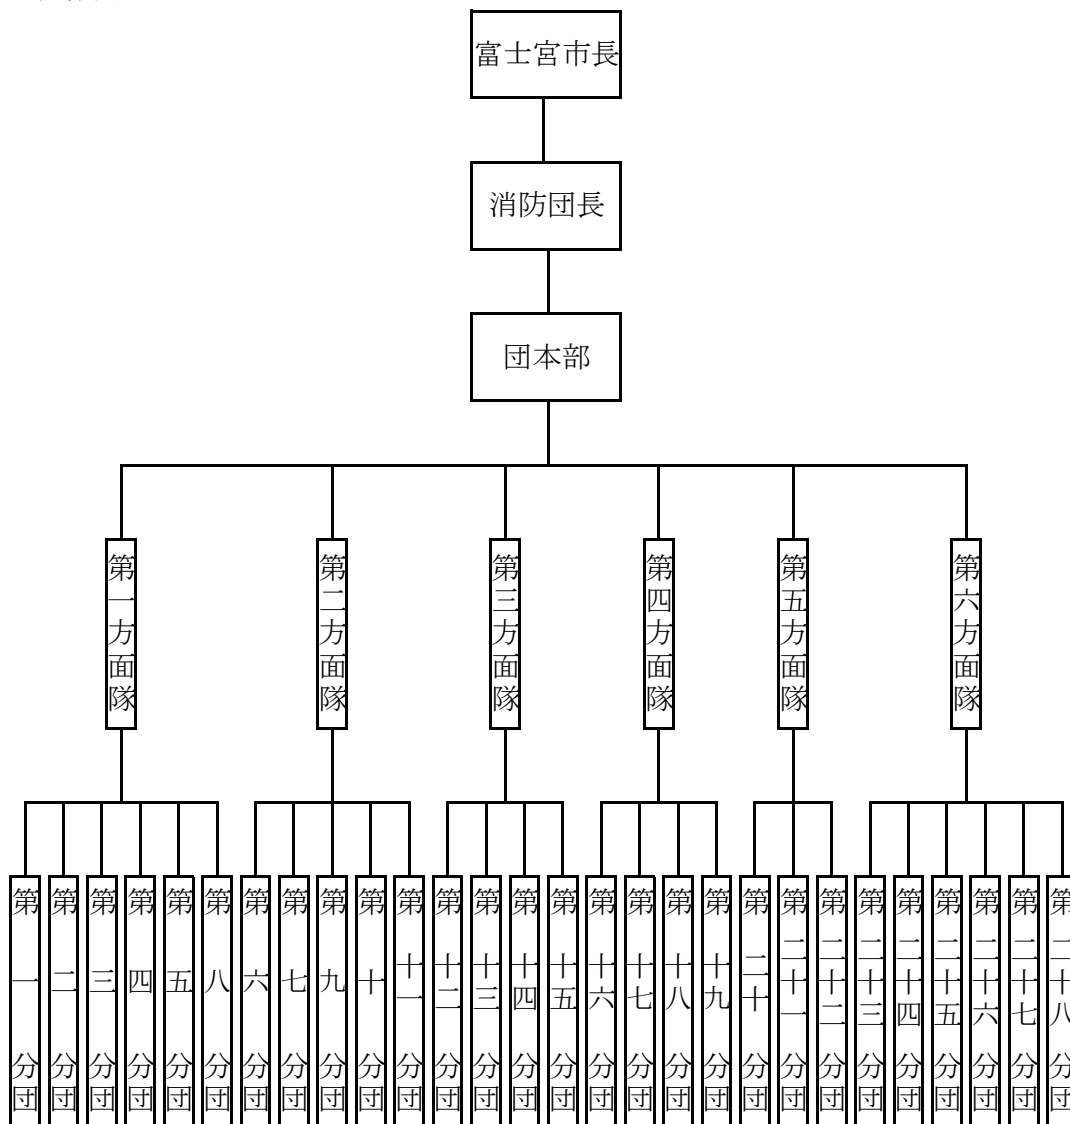 富士宮市長
消防団長
団本部
第一方面隊
第二方面隊
第三方面隊
第四方面隊
第五方面隊
第六方面隊
第一分団
第二分団
第三分団
第四分団
第五分団
第八分団
第六分団
第七分団
第九分団
第十分団
第十一分団
第十二分団
第十三分団
第十四分団
第十五分団
第十六分団
第十七分団
第十八分団
第十九分団
第二十分団
第二十一分団
第二十二分団
第二十三分団
第二十四分団
第二十五分団
第二十六分団
第二十七分団
第二十八分団